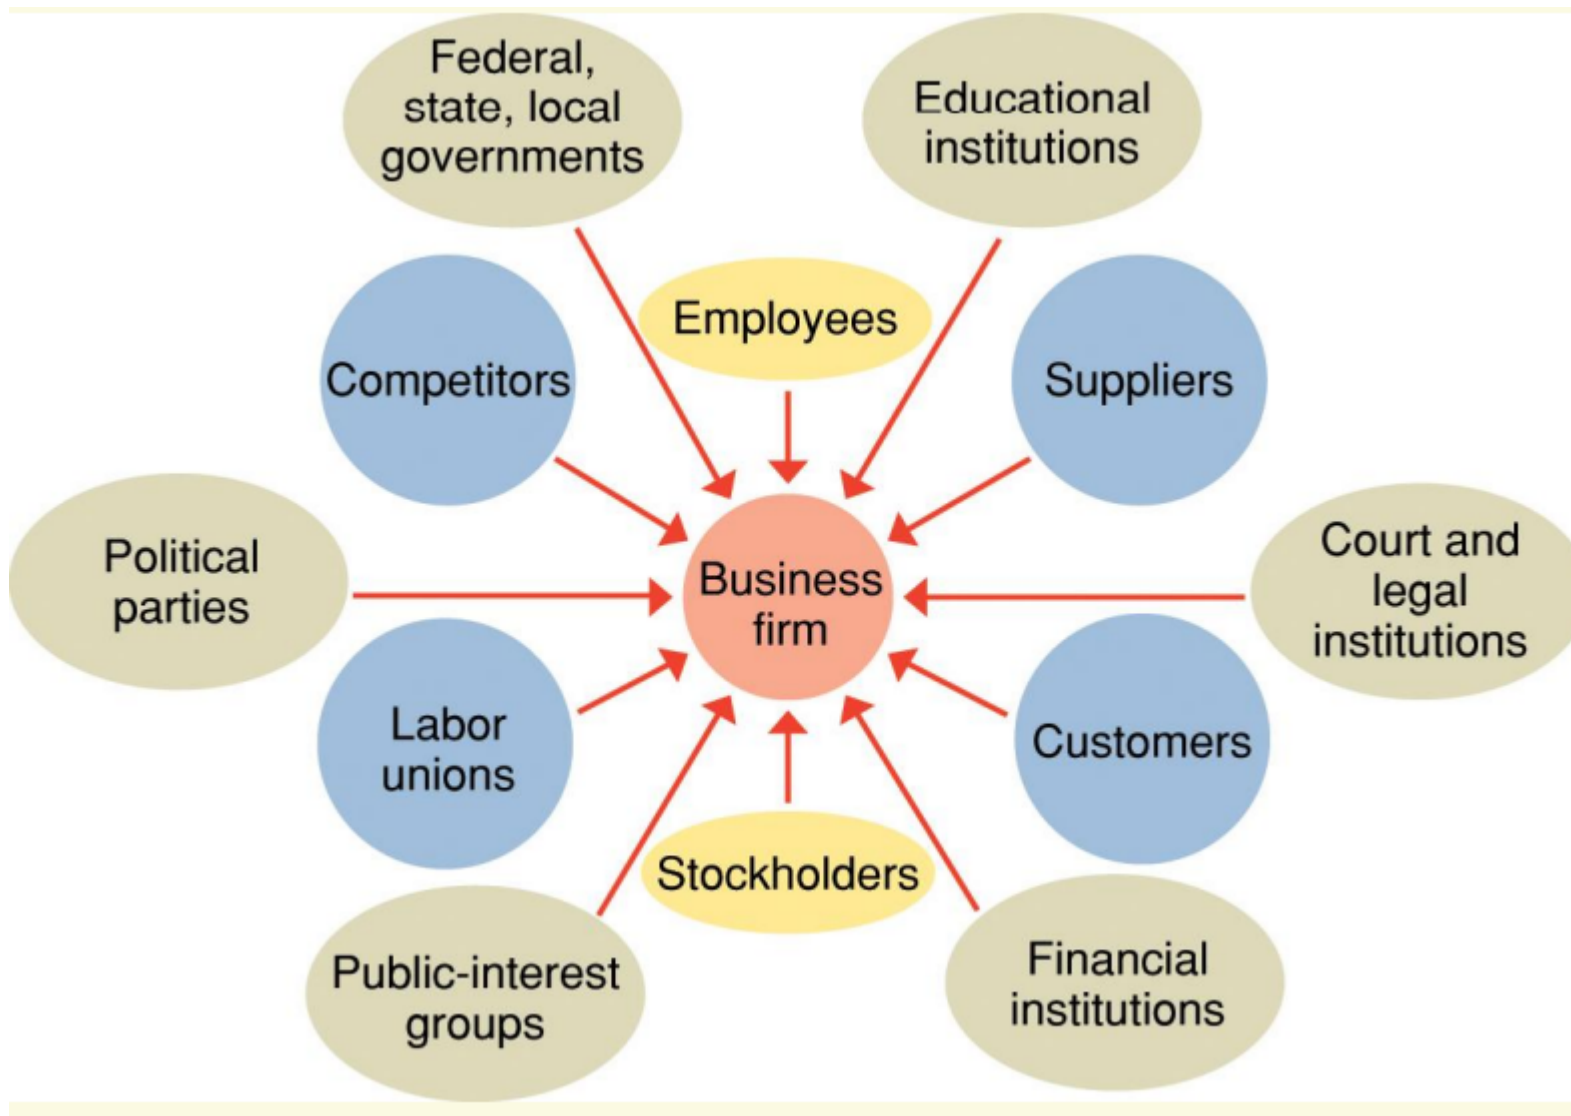 Federal,
state, local
governments
Educational
institutions
Employees
Competitors
Suppliers
Political
parties
Business
firm
Court and
legal
institutions
Labor
unions
Customers
Stockholders
Public-interest
groups
Financial
institutions